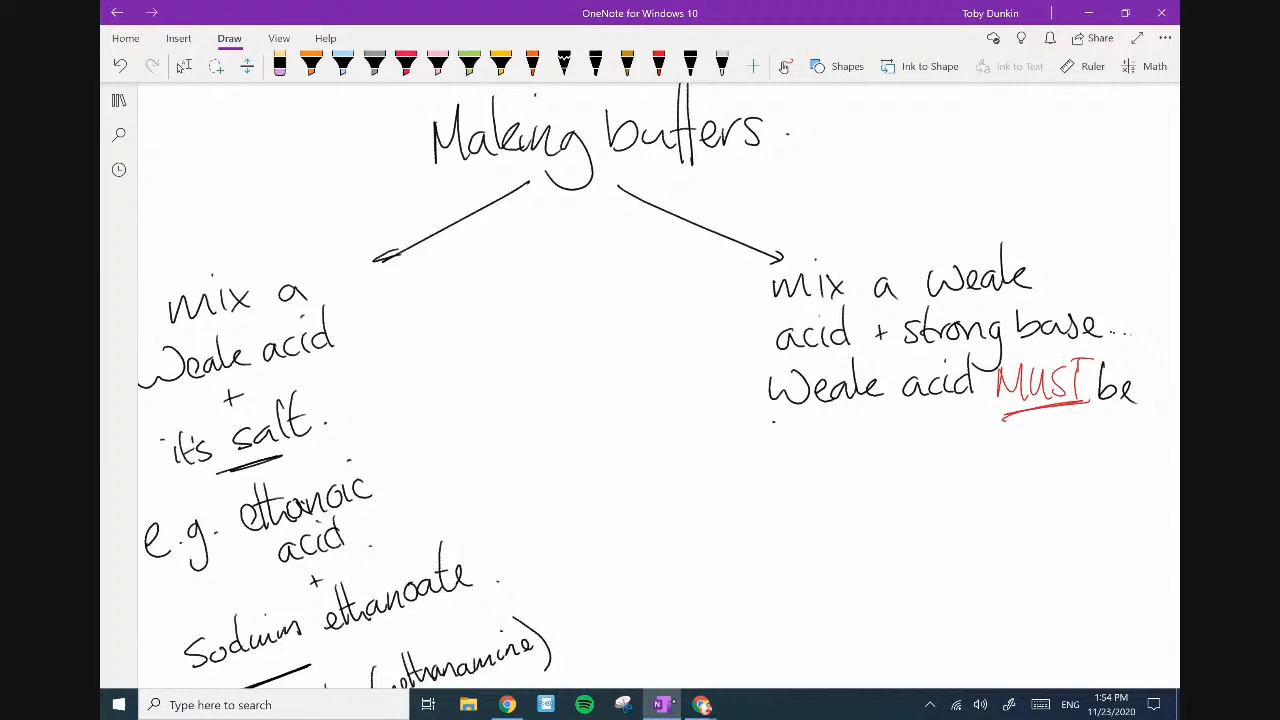 OneNote for Windows 10
Toby Dunkin
Home
Insert
Draw
View
Help
Share
Shapes
Ink to Shape
Ink to Text
Ruler
Math
Making buffers.
mix a
weak acid
+
it's salt.
e.g. ethanoic
acid.
+
Sodium ethanoate.
(methanamine)
mix a weak
acid + strong base...
Weak acid MUST be
Type here to search
1:54 PM
11/23/2020